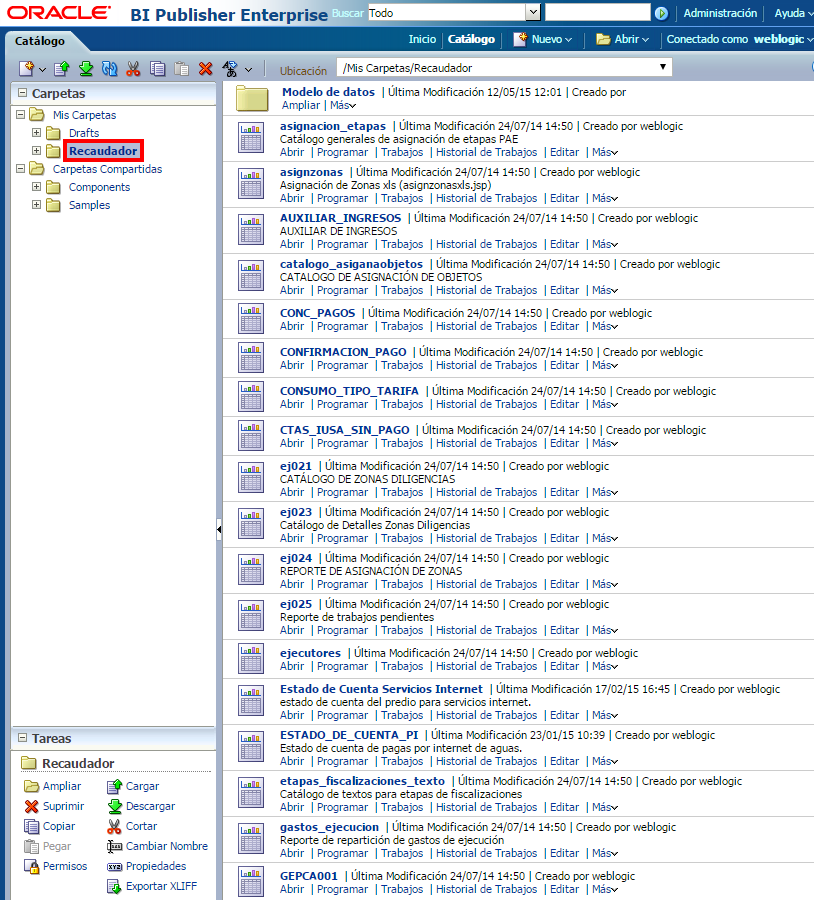 ORACLE® BI Publisher Enterprise Buscar Todo Administración Ayuda
Catálogo Inicio Catálogo Nuevo Abrir Conectado como weblogic
Ubicación /Mis Carpetas/Recaudador
Carpetas
Mis Carpetas
Drafts
Recaudador
Carpetas Compartidas
Components
Samples
Tareas
Recaudador
Ampliar Cargar
Suprimir Descargar
Copiar Cortar
Pegar Cambiar Nombre
Permisos Propiedades
Exportar XLIFF
Modelo de datos | Última Modificación 12/05/15 12:01 | Creado por
Ampliar | Más
asignacion_etapas | Última Modificación 24/07/14 14:50 | Creado por weblogic
Catálogo generales de asignación de etapas PAE
Abrir | Programar | Trabajos | Historial de Trabajos | Editar | Más
asignzonas | Última Modificación 24/07/14 14:50 | Creado por weblogic
Asignación de Zonas xls (asignzonasxls.jsp)
Abrir | Programar | Trabajos | Historial de Trabajos | Editar | Más
AUXILIAR_INGRESOS | Última Modificación 24/07/14 14:50 | Creado por weblogic
AUXILIAR DE INGRESOS
Abrir | Programar | Trabajos | Historial de Trabajos | Editar | Más
catalogo_asiganaobjetos | Última Modificación 24/07/14 14:50 | Creado por weblogic
CATALOGO DE ASIGNACIÓN DE OBJETOS
Abrir | Programar | Trabajos | Historial de Trabajos | Editar | Más
CONC_PAGOS | Última Modificación 24/07/14 14:50 | Creado por weblogic
Abrir | Programar | Trabajos | Historial de Trabajos | Editar | Más
CONFIRMACION_PAGO | Última Modificación 24/07/14 14:50 | Creado por weblogic
Abrir | Programar | Trabajos | Historial de Trabajos | Editar | Más
CONSUMO_TIPO_TARIFA | Última Modificación 24/07/14 14:50 | Creado por weblogic
Abrir | Programar | Trabajos | Historial de Trabajos | Editar | Más
CTAS_IUSA_SIN_PAGO | Última Modificación 24/07/14 14:50 | Creado por weblogic
Abrir | Programar | Trabajos | Historial de Trabajos | Editar | Más
ej021 | Última Modificación 24/07/14 14:50 | Creado por weblogic
CATÁLOGO DE ZONAS DILIGENCIAS
Abrir | Programar | Trabajos | Historial de Trabajos | Editar | Más
ej023 | Última Modificación 24/07/14 14:50 | Creado por weblogic
Catálogo de Detalles Zonas Diligencias
Abrir | Programar | Trabajos | Historial de Trabajos | Editar | Más
ej024 | Última Modificación 24/07/14 14:50 | Creado por weblogic
REPORTE DE ASIGNACIÓN DE ZONAS
Abrir | Programar | Trabajos | Historial de Trabajos | Editar | Más
ej025 | Última Modificación 24/07/14 14:50 | Creado por weblogic
Reporte de trabajos pendientes
Abrir | Programar | Trabajos | Historial de Trabajos | Editar | Más
ejecutores | Última Modificación 24/07/14 14:50 | Creado por weblogic
Abrir | Programar | Trabajos | Historial de Trabajos | Editar | Más
Estado de Cuenta Servicios Internet | Última Modificación 17/02/15 16:45 | Creado por weblogic
estado de cuenta del predio para servicios internet.
Abrir | Programar | Trabajos | Historial de Trabajos | Editar | Más
ESTADO_DE_CUENTA_PI | Última Modificación 23/01/15 10:39 | Creado por weblogic
Estado de cuenta de pagas por internet de aguas.
Abrir | Programar | Trabajos | Historial de Trabajos | Editar | Más
etapas_fiscalizaciones_texto | Última Modificación 24/07/14 14:50 | Creado por weblogic
Catálogo de textos para etapas de fiscalizaciones
Abrir | Programar | Trabajos | Historial de Trabajos | Editar | Más
gastos_ejecucion | Última Modificación 24/07/14 14:50 | Creado por weblogic
Reporte de repartición de gastos de ejecución
Abrir | Programar | Trabajos | Historial de Trabajos | Editar | Más
GEPCA001 | Última Modificación 24/07/14 14:50 | Creado por weblogic
Abrir | Programar | Trabajos | Historial de Trabajos | Editar | Más